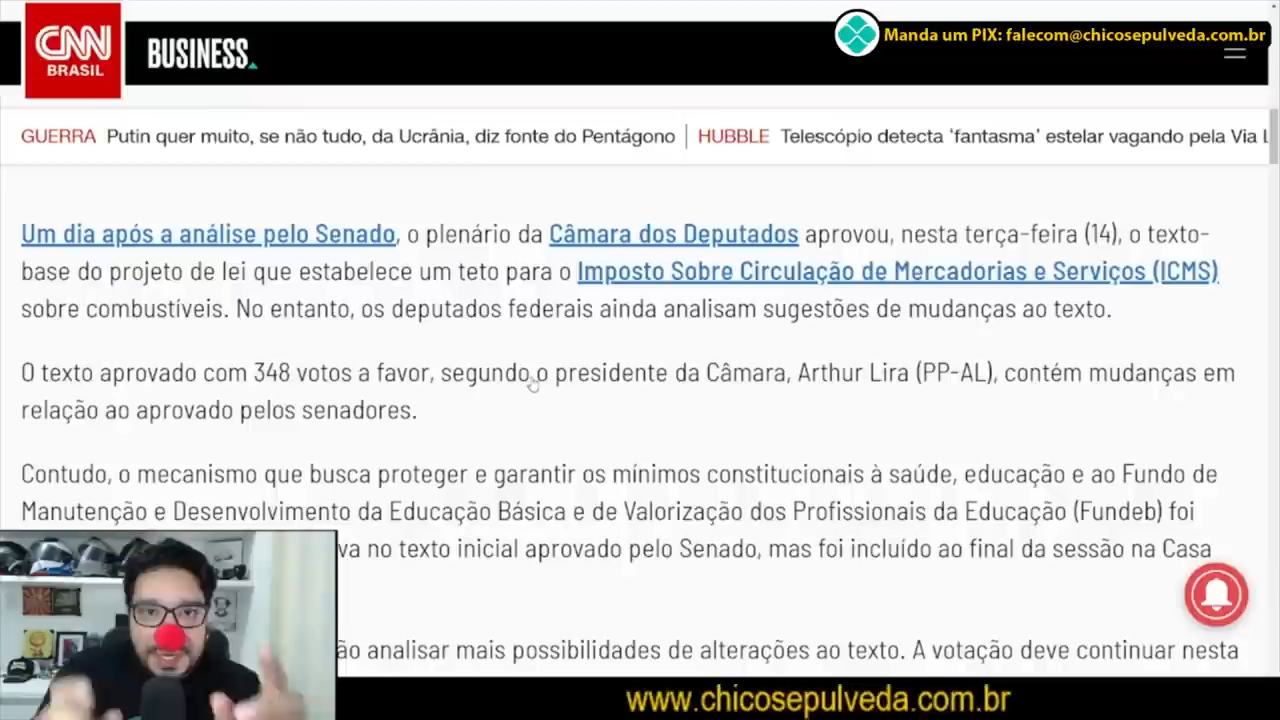 CNN
BRASIL
BUSINESS
Manda um PIX: falecom@chicosepulveda.com.br
GUERRA Putin quer muito, se não tudo, da Ucrânia, diz fonte do Pentágono | HUBBLE Telescópio detecta 'fantasma' estelar vagando pela Via
Um dia após a análise pelo Senado, o plenário da Câmara dos Deputados aprovou, nesta terça-feira (14), o texto-
base do projeto de lei que estabelece um teto para o Imposto Sobre Circulação de Mercadorias e Serviços (ICMS)
sobre combustíveis. No entanto, os deputados federais ainda analisam sugestões de mudanças ao texto.
O texto aprovado com 348 votos a favor, segundo o presidente da Câmara, Arthur Lira (PP-AL), contém mudanças em
relação ao aprovado pelos senadores.
Contudo, o mecanismo que busca proteger e garantir os mínimos constitucionais à saúde, educação e ao Fundo de
Manutenção e Desenvolvimento da Educação Básica e de Valorização dos Profissionais da Educação (Fundeb) foi
va no texto inicial aprovado pelo Senado, mas foi incluído ao final da sessão na Casa
ão analisar mais possibilidades de alterações ao texto. A votação deve continuar nesta
www.chicosepulveda.com.br